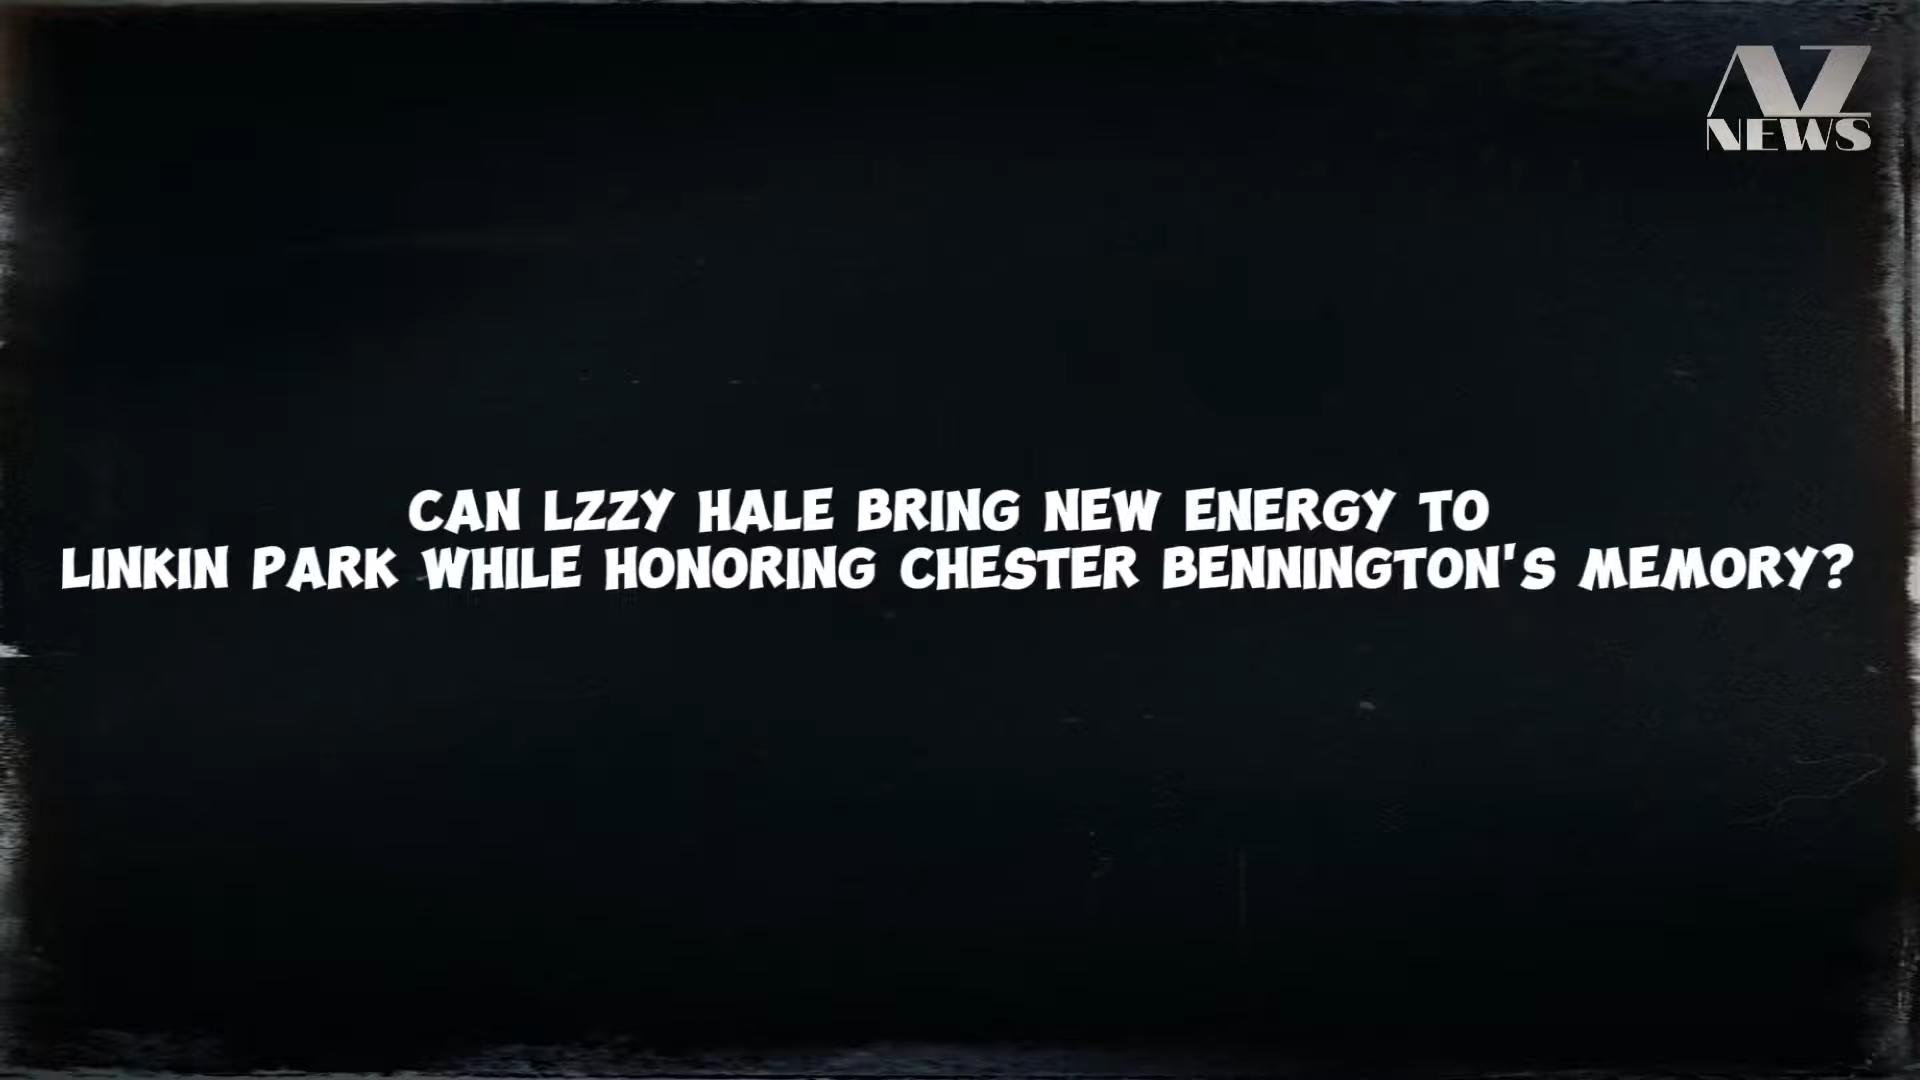 AZ
NEWS
CAN LZZY HALE BRING NEW ENERGY TO
LINKIN PARK WHILE HONORING CHESTER BENNINGTON'S MEMORY?